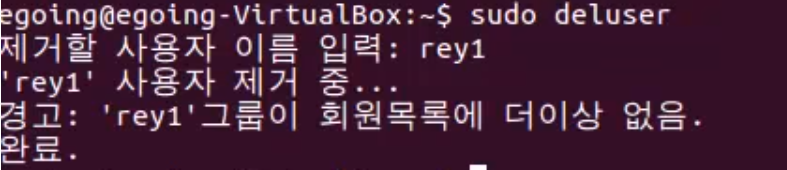 egoing@egoing-VirtualBox:~$ sudo deluser
제거할 사용자 이름 입력: rey1
'rey1' 사용자 제거 중...
경고: 'rey1'그룹이 회원목록에 더이상 없음.
완료.